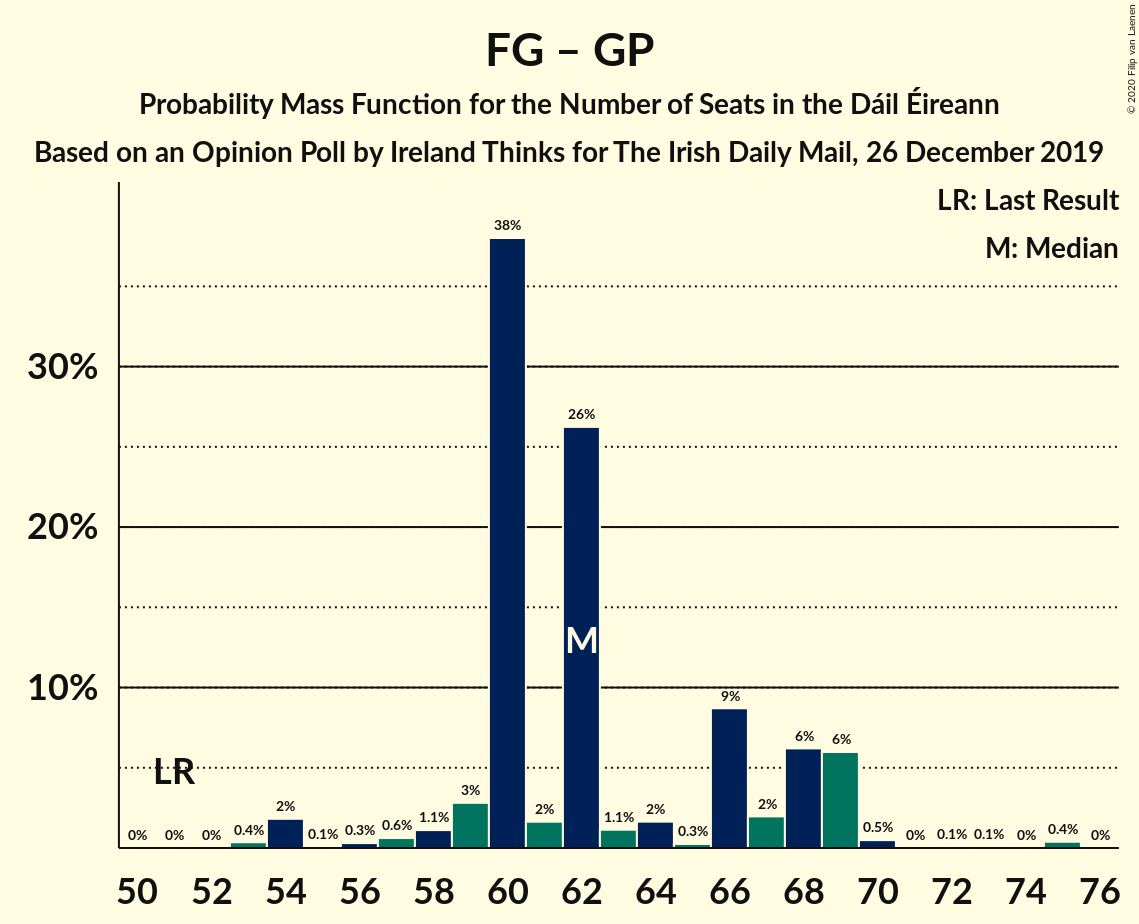 FG – GP
Probability Mass Function for the Number of Seats in the Dáil Éireann
Based on an Opinion Poll by Ireland Thinks for The Irish Daily Mail, 26 December 2019
© 2020 Filip van Laenen
LR: Last Result
M: Median
38%
30%
26%
20%
M
10%
9%
6% 6%
LR
3%
2% 2% 2% 2%
0% 0% 0% 0.4% 0.1% 0.3% 0.6% 1.1% 1.1% 0.3% 0.5% 0% 0.1% 0.1% 0% 0.4% 0%
50 52 54 56 58 60 62 64 66 68 70 72 74 76